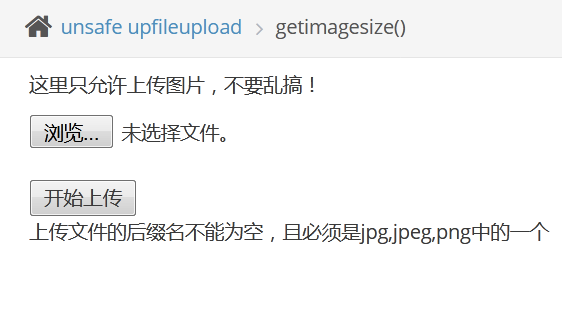 unsafe upfileupload > getimagesize()
这里只允许上传图片，不要乱搞！
浏览... 未选择文件。
开始上传
上传文件的后缀名不能为空，且必须是jpg,jpeg,png中的一个